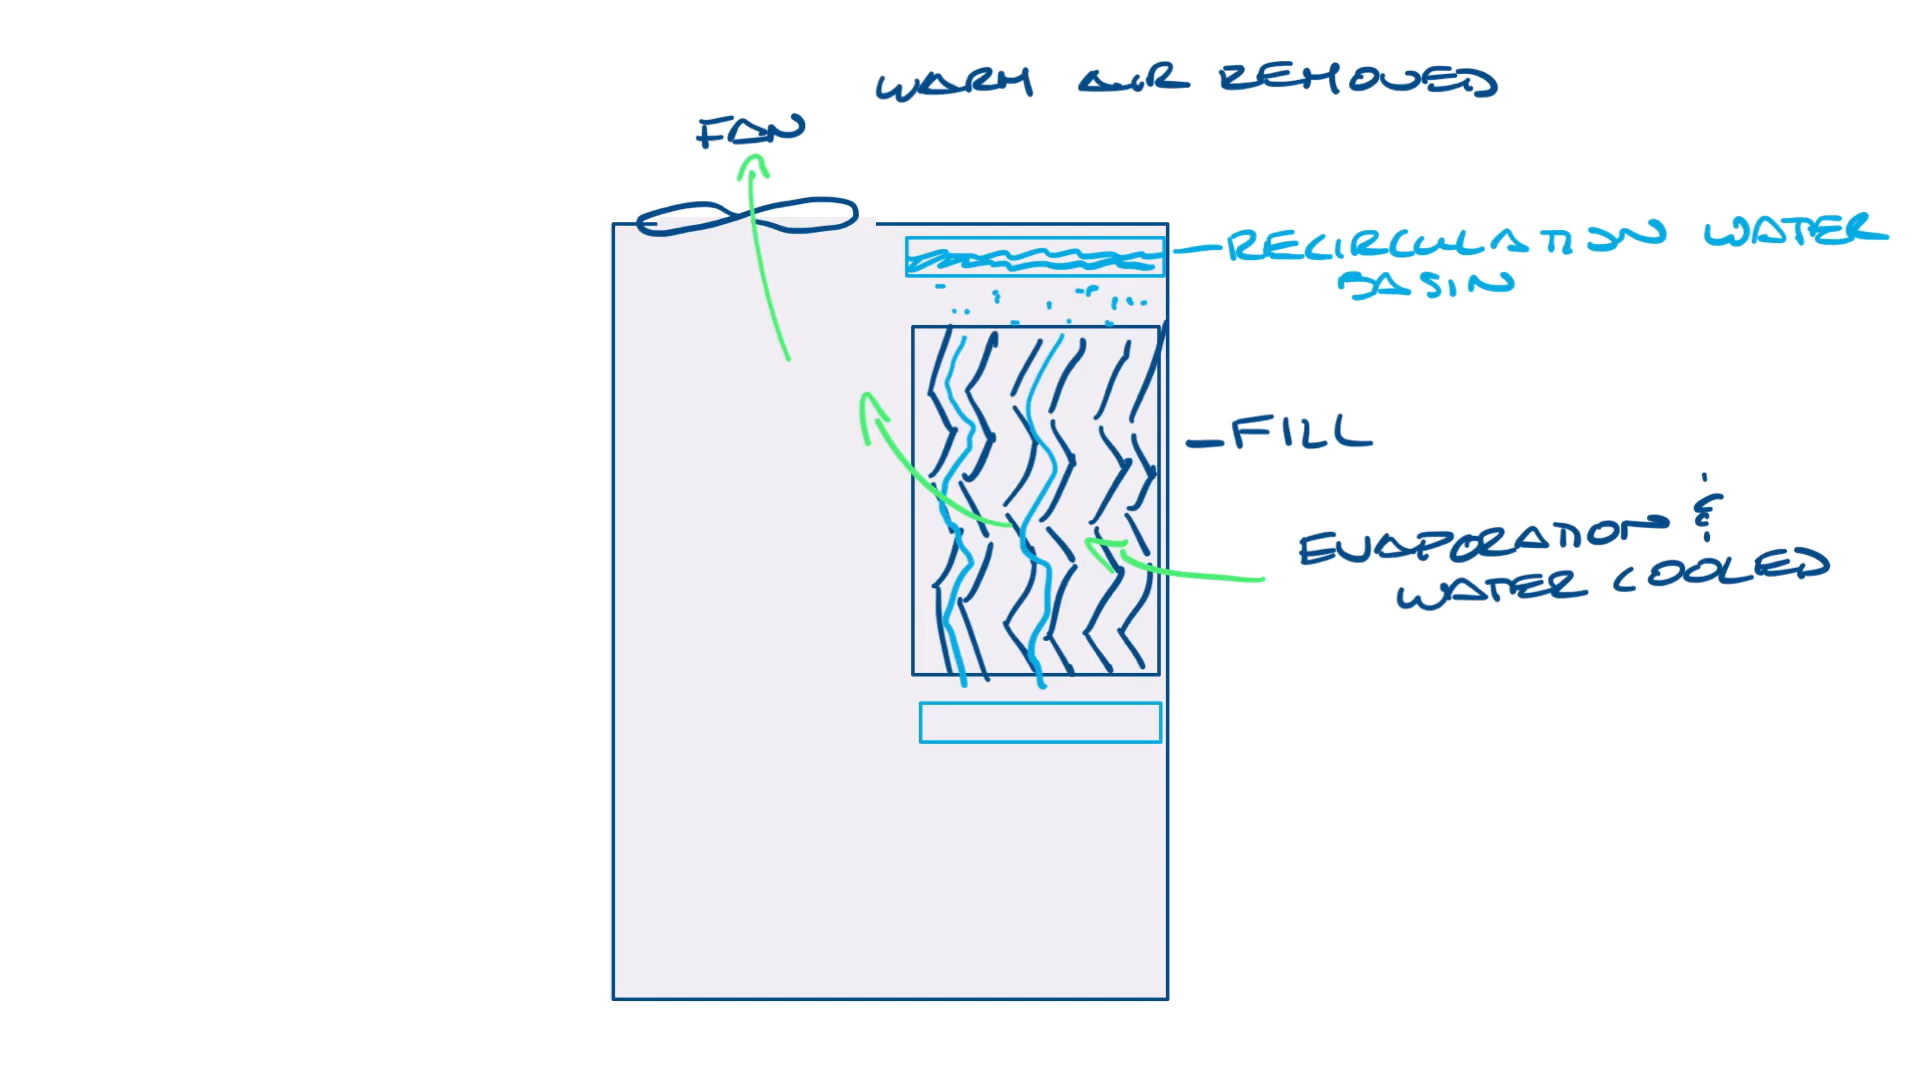 WARM AIR REMOVED
FAN
RECIRCULATION WATER
BASIN
FILL
EVAPORATION &
WATER COOLED